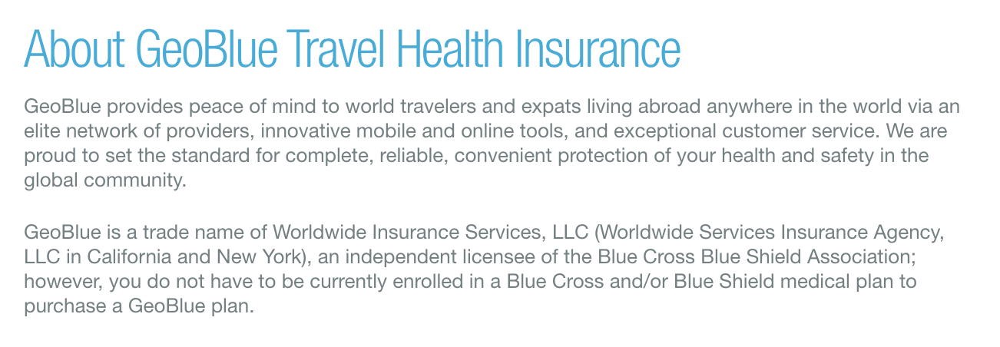 About GeoBlue Travel Health Insurance
GeoBlue provides peace of mind to world travelers and expats living abroad anywhere in the world via an
elite network of providers, innovative mobile and online tools, and exceptional customer service. We are
proud to set the standard for complete, reliable, convenient protection of your health and safety in the
global community.
GeoBlue is a trade name of Worldwide Insurance Services, LLC (Worldwide Services Insurance Agency,
LLC in California and New York), an independent licensee of the Blue Cross Blue Shield Association;
however, you do not have to be currently enrolled in a Blue Cross and/or Blue Shield medical plan to
purchase a GeoBlue plan.